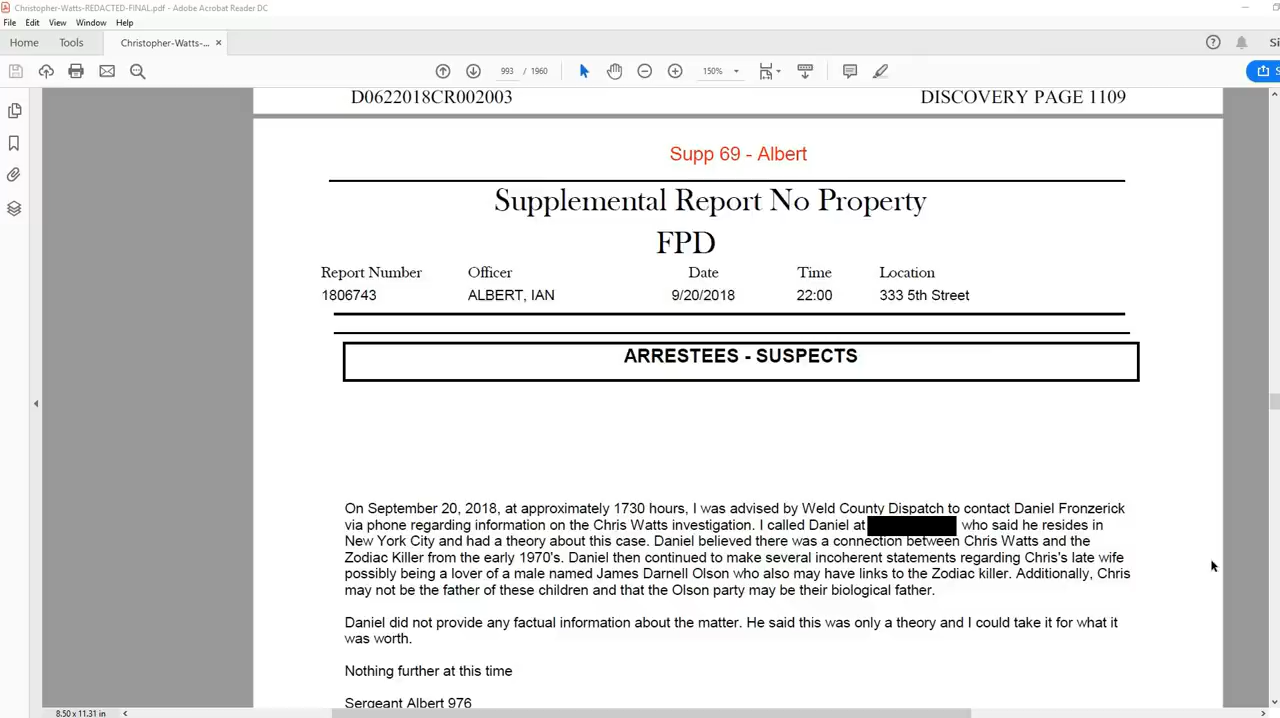 Christopher-Watts-REDACTED-FINAL.pdf - Adobe Acrobat Reader DC
File Edit View Window Help
Home Tools Christopher-Watts-... ×
993 / 1960 150%
D0622018CR002003 DISCOVERY PAGE 1109
Supp 69 - Albert
Supplemental Report No Property
FPD
Report Number Officer Date Time Location
1806743 ALBERT, IAN 9/20/2018 22:00 333 5th Street
ARRESTEES - SUSPECTS
On September 20, 2018, at approximately 1730 hours, I was advised by Weld County Dispatch to contact Daniel Fronzerick
via phone regarding information on the Chris Watts investigation. I called Daniel at who said he resides in
New York City and had a theory about this case. Daniel believed there was a connection between Chris Watts and the
Zodiac Killer from the early 1970's. Daniel then continued to make several incoherent statements regarding Chris's late wife
possibly being a lover of a male named James Darnell Olson who also may have links to the Zodiac killer. Additionally, Chris
may not be the father of these children and that the Olson party may be their biological father.
Daniel did not provide any factual information about the matter. He said this was only a theory and I could take it for what it
was worth.
Nothing further at this time
Sergeant Albert 976
8.50 x 11.31 in